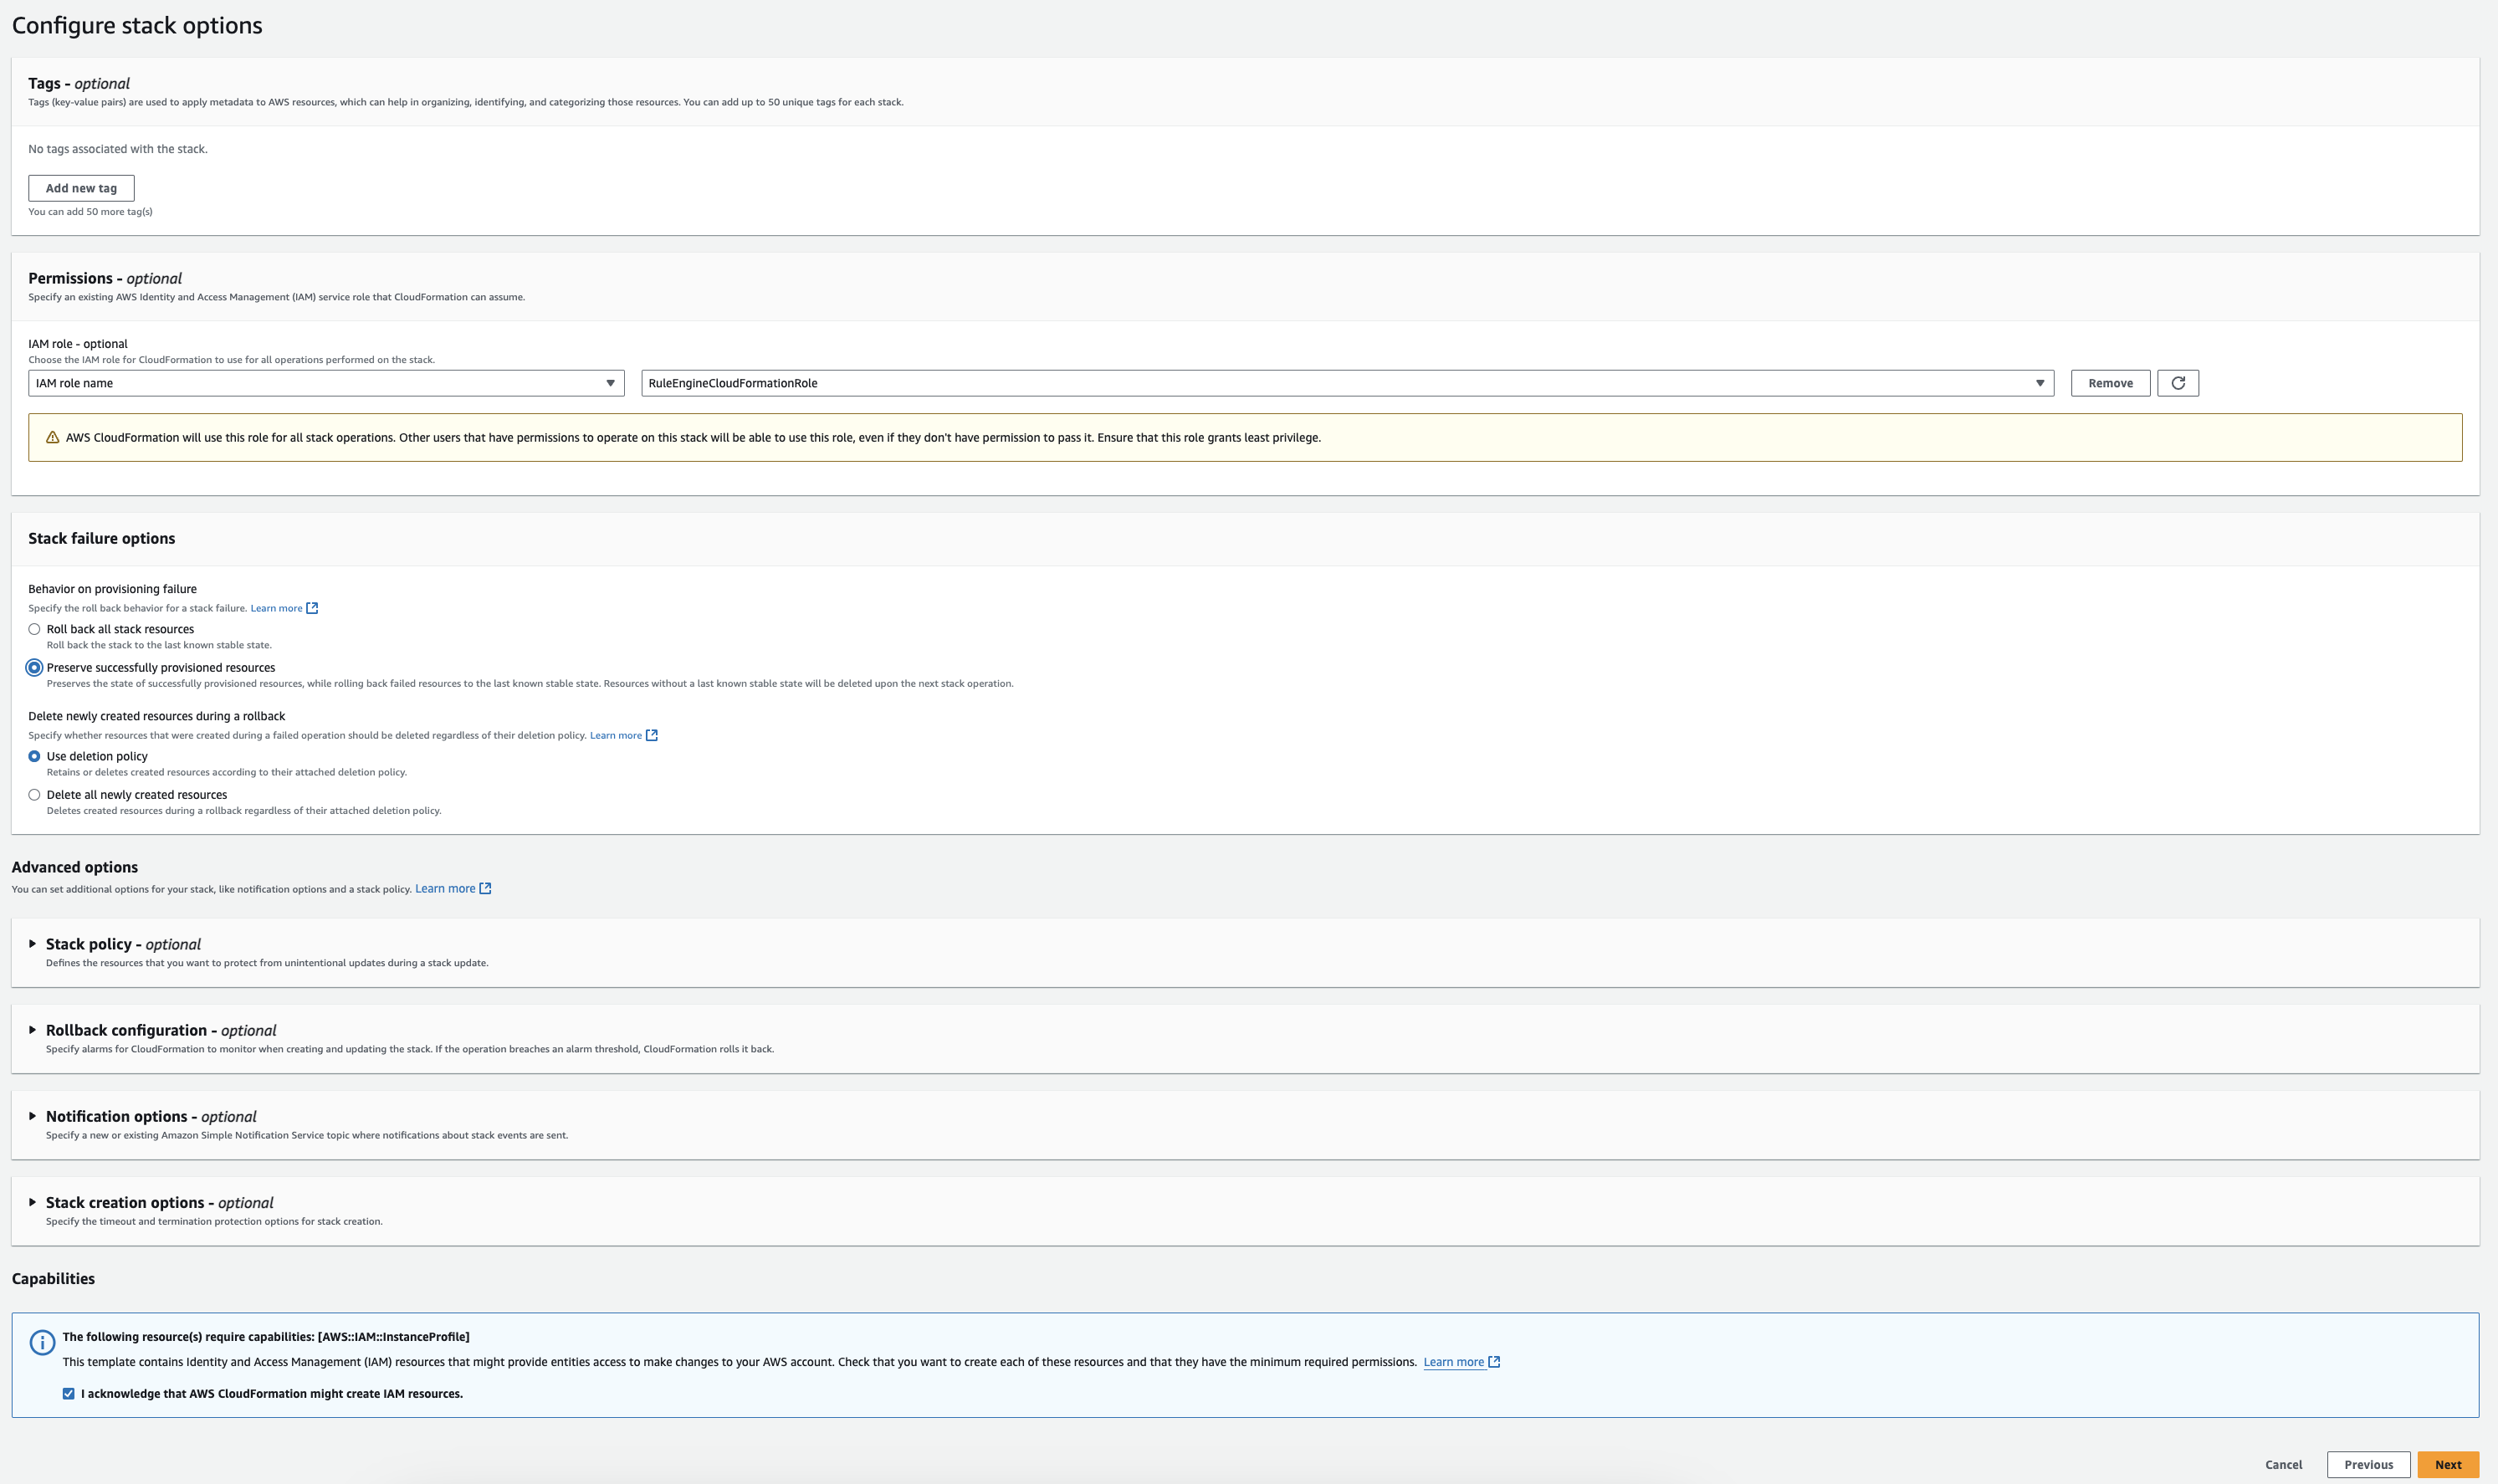 Configure stack options
Tags - optional
Tags (key-value pairs) are used to apply metadata to AWS resources, which can help in organizing, identifying, and categorizing those resources. You can add up to 50 unique tags for each stack.
No tags associated with the stack.
Add new tag
You can add 50 more tag(s)
Permissions - optional
Specify an existing AWS Identity and Access Management (IAM) service role that CloudFormation can assume.
IAM role - optional
Choose the IAM role for CloudFormation to use for all operations performed on the stack.
IAM role name
RuleEngineCloudFormationRole
Remove
AWS CloudFormation will use this role for all stack operations. Other users that have permissions to operate on this stack will be able to use this role, even if they don't have permission to pass it. Ensure that this role grants least privilege.
Stack failure options
Behavior on provisioning failure
Specify the roll back behavior for a stack failure. Learn more
Roll back all stack resources
Roll back the stack to the last known stable state.
Preserve successfully provisioned resources
Preserves the state of successfully provisioned resources, while rolling back failed resources to the last known stable state. Resources without a last known stable state will be deleted upon the next stack operation.
Delete newly created resources during a rollback
Specify whether resources that were created during a failed operation should be deleted regardless of their deletion policy. Learn more
Use deletion policy
Retains or deletes created resources according to their attached deletion policy.
Delete all newly created resources
Deletes created resources during a rollback regardless of their attached deletion policy.
Advanced options
You can set additional options for your stack, like notification options and a stack policy. Learn more
Stack policy - optional
Defines the resources that you want to protect from unintentional updates during a stack update.
Rollback configuration - optional
Specify alarms for CloudFormation to monitor when creating and updating the stack. If the operation breaches an alarm threshold, CloudFormation rolls it back.
Notification options - optional
Specify a new or existing Amazon Simple Notification Service topic where notifications about stack events are sent.
Stack creation options - optional
Specify the timeout and termination protection options for stack creation.
Capabilities
The following resource(s) require capabilities: [AWS::IAM::InstanceProfile]
This template contains Identity and Access Management (IAM) resources that might provide entities access to make changes to your AWS account. Check that you want to create each of these resources and that they have the minimum required permissions. Learn more
I acknowledge that AWS CloudFormation might create IAM resources.
Cancel
Previous
Next